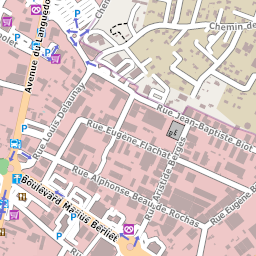 Chemin de
Avenue du Languedo
Rue Louis Delaunay
Rue Jean-Baptiste Biot
Rue Eugène Flachat
Rue Aristide Bergès
Rue Alphonse Beau de Rochas
Rue Eugène
Boulevard Marius Berliet